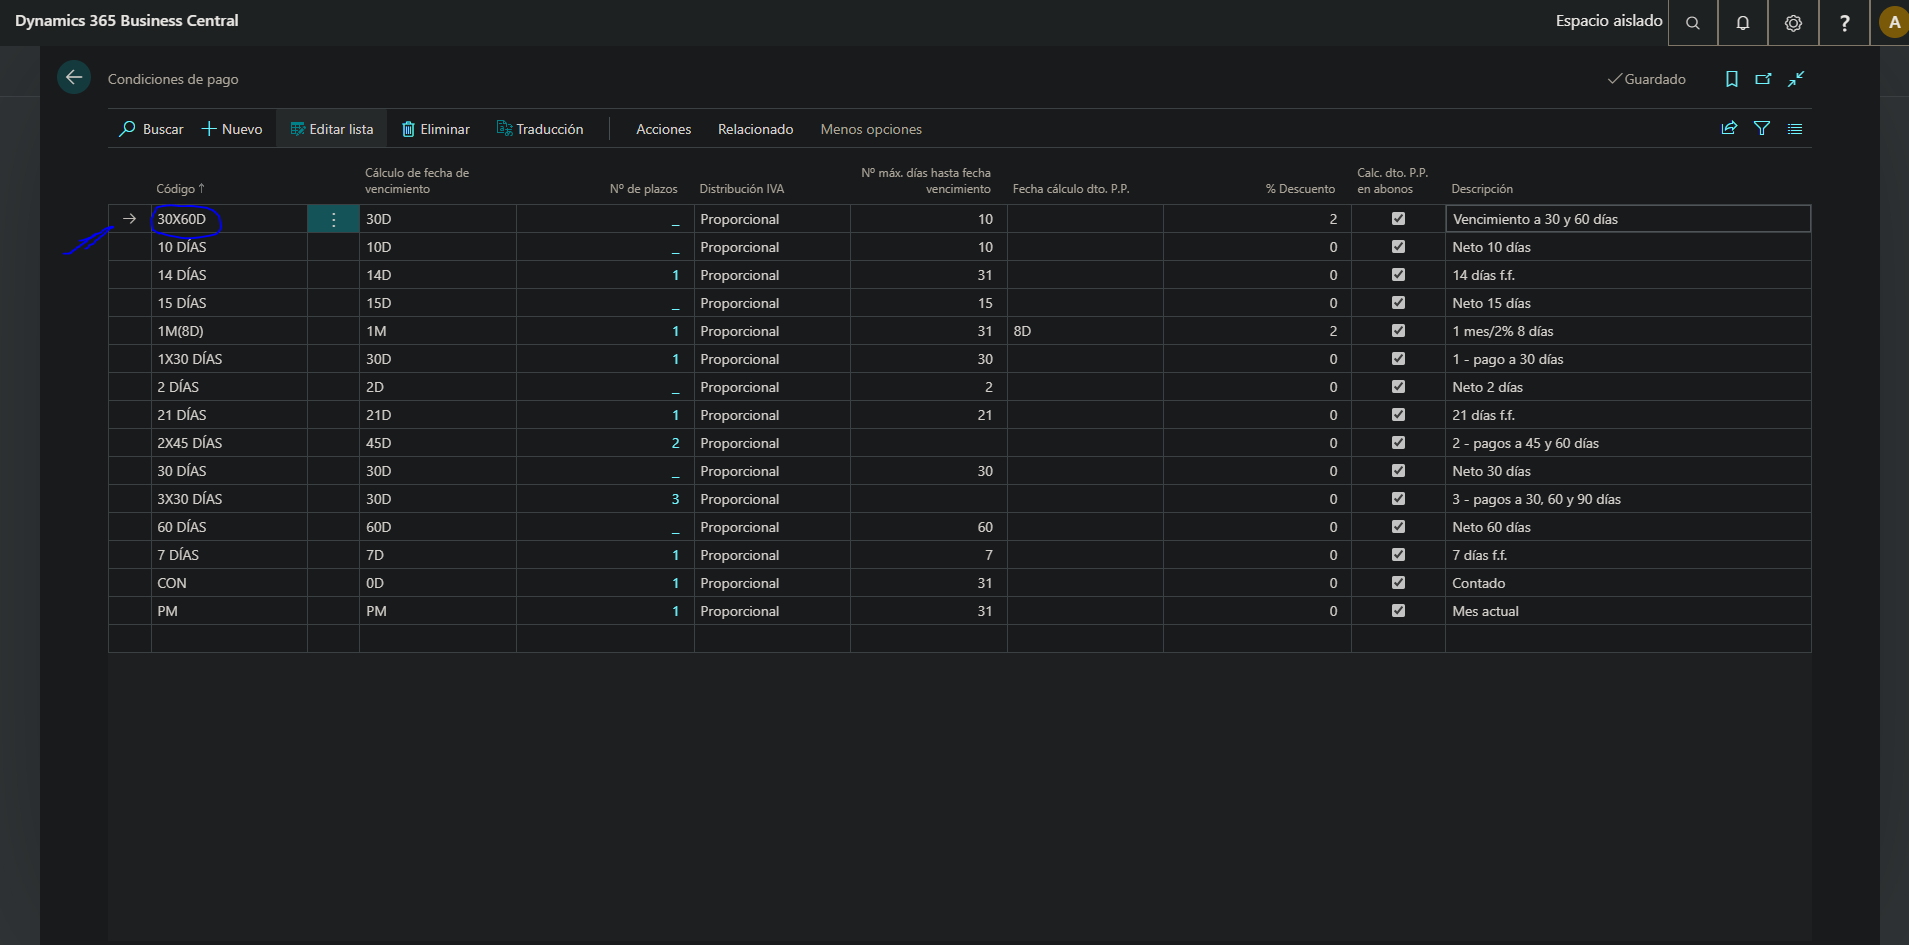 Dynamics 365 Business Central
Espacio aislado
?
A
Condiciones de pago
Guardado
Buscar
Nuevo
Editar lista
Eliminar
Traducción
Acciones
Relacionado
Menos opciones
Código ↑
Cálculo de fecha de vencimiento
Nº de plazos
Distribución IVA
Nº máx. días hasta fecha vencimiento
Fecha cálculo dto. P.P.
% Descuento
Calc. dto. P.P. en abonos
Descripción
30X60D 30D _ Proporcional 10 2 Vencimiento a 30 y 60 días
10 DÍAS 10D _ Proporcional 10 0 Neto 10 días
14 DÍAS 14D 1 Proporcional 31 0 14 días f.f.
15 DÍAS 15D _ Proporcional 15 0 Neto 15 días
1M(8D) 1M 1 Proporcional 31 8D 2 1 mes/2% 8 días
1X30 DÍAS 30D 1 Proporcional 30 0 1 - pago a 30 días
2 DÍAS 2D _ Proporcional 2 0 Neto 2 días
21 DÍAS 21D 1 Proporcional 21 0 21 días f.f.
2X45 DÍAS 45D 2 Proporcional 0 2 - pagos a 45 y 60 días
30 DÍAS 30D _ Proporcional 30 0 Neto 30 días
3X30 DÍAS 30D 3 Proporcional 0 3 - pagos a 30, 60 y 90 días
60 DÍAS 60D _ Proporcional 60 0 Neto 60 días
7 DÍAS 7D 1 Proporcional 7 0 7 días f.f.
CON 0D 1 Proporcional 31 0 Contado
PM PM 1 Proporcional 31 0 Mes actual